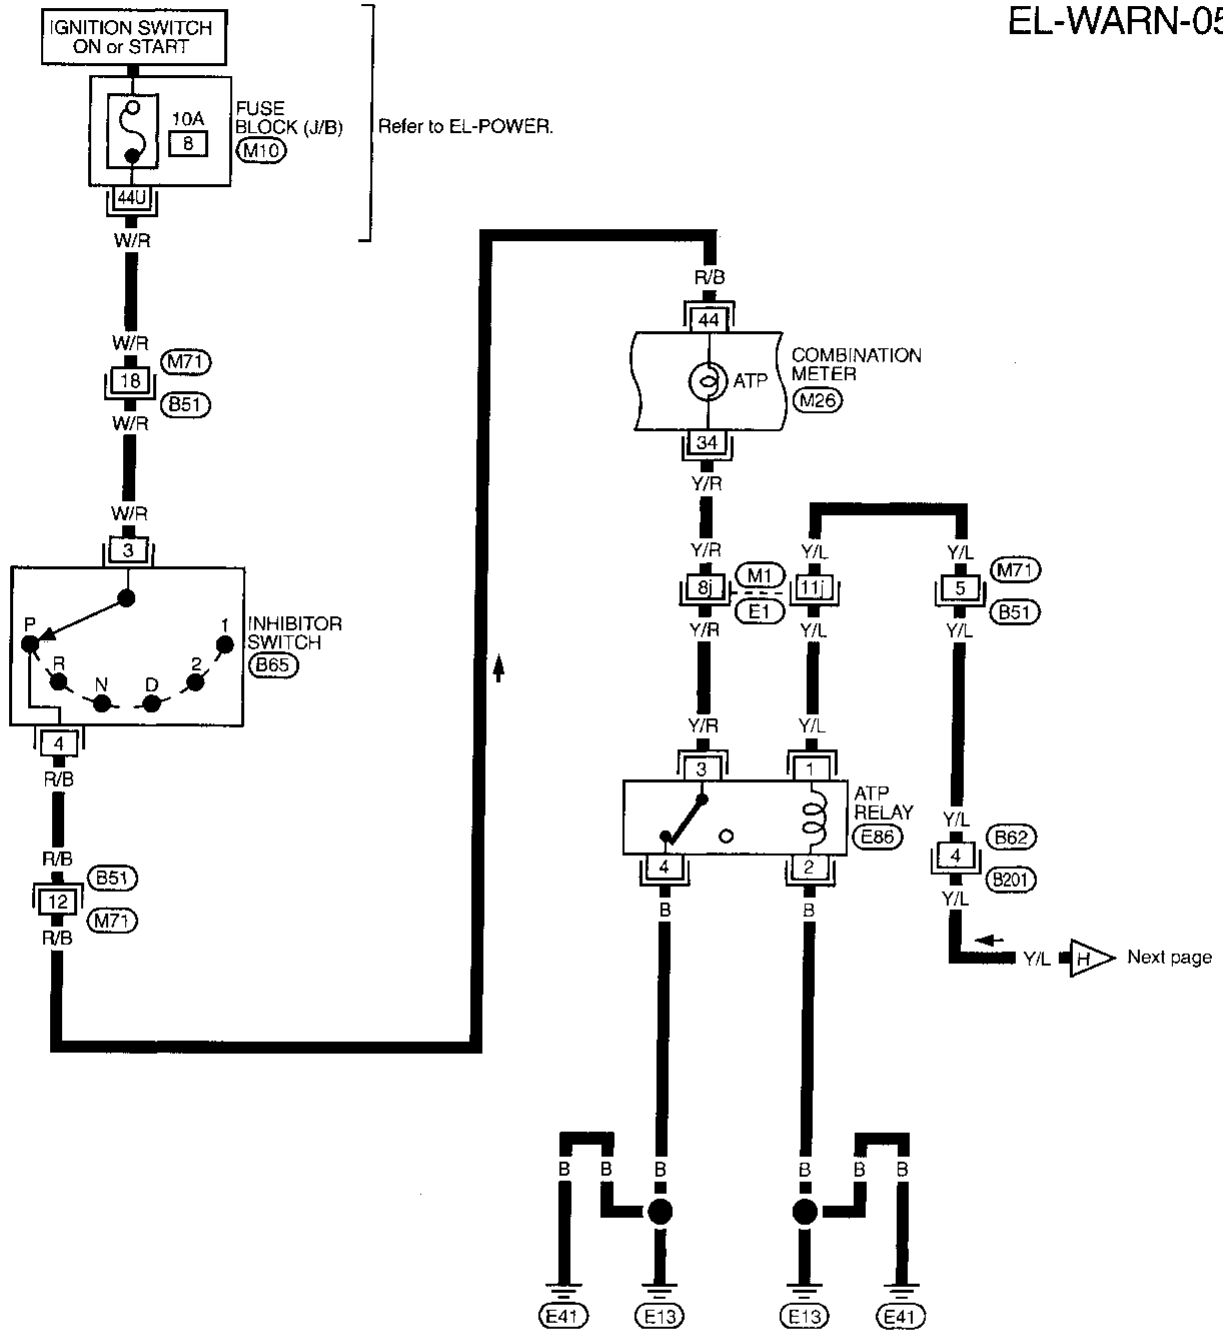 EL-WARN-05
IGNITION SWITCH
ON or START
10A
8
FUSE
BLOCK (J/B)
M10
Refer to EL-POWER.
44U
W/R
W/R
18
M71
B51
W/R
W/R
3
P
R
N
D
2
1
INHIBITOR
SWITCH
B65
4
R/B
R/B
12
B51
M71
R/B
R/B
44
ATP
COMBINATION
METER
M26
34
Y/R
Y/R
8j
M1
E1
Y/R
Y/R
Y/L
11j
Y/L
Y/L
Y/L
5
M71
B51
Y/L
3
1
ATP
RELAY
E86
4
2
Y/L
4
B62
B201
Y/L
Y/L
H
Next page
B
B
B
B
B
B
B
B
E41
E13
E13
E41